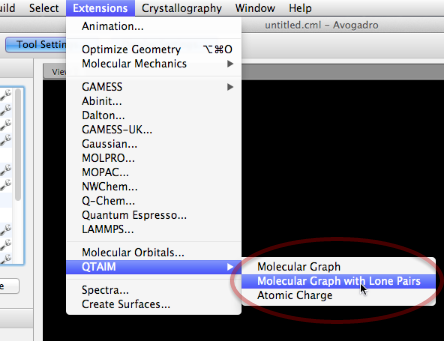 uild Select Extensions Crystallography Window Help
untitled.cml – Avogadro
Tool Settin
Animation...
Optimize Geometry ⌥⌘O
Molecular Mechanics
View
GAMESS
Abinit...
Dalton...
GAMESS-UK...
Gaussian...
MOLPRO...
MOPAC...
NWChem...
Q-Chem...
Quantum Espresso...
LAMMPS...
Molecular Orbitals...
QTAIM
Molecular Graph
Molecular Graph with Lone Pairs
Atomic Charge
Spectra...
Create Surfaces...
e